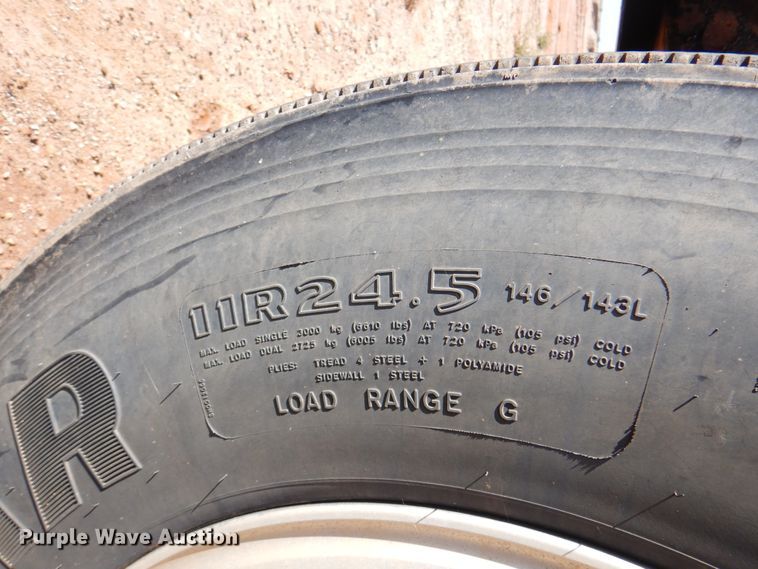 11R24.5 146/143L
MAX. LOAD SINGLE 3000 kg (6610 lbs) AT 720 kPa (105 psi) COLD
MAX. LOAD DUAL 2725 kg (6005 lbs) AT 720 kPa (105 psi) COLD
PLIES: TREAD 4 STEEL + 1 POLYAMIDE
SIDEWALL 1 STEEL
LOAD RANGE G
R
Purple Wave Auction®